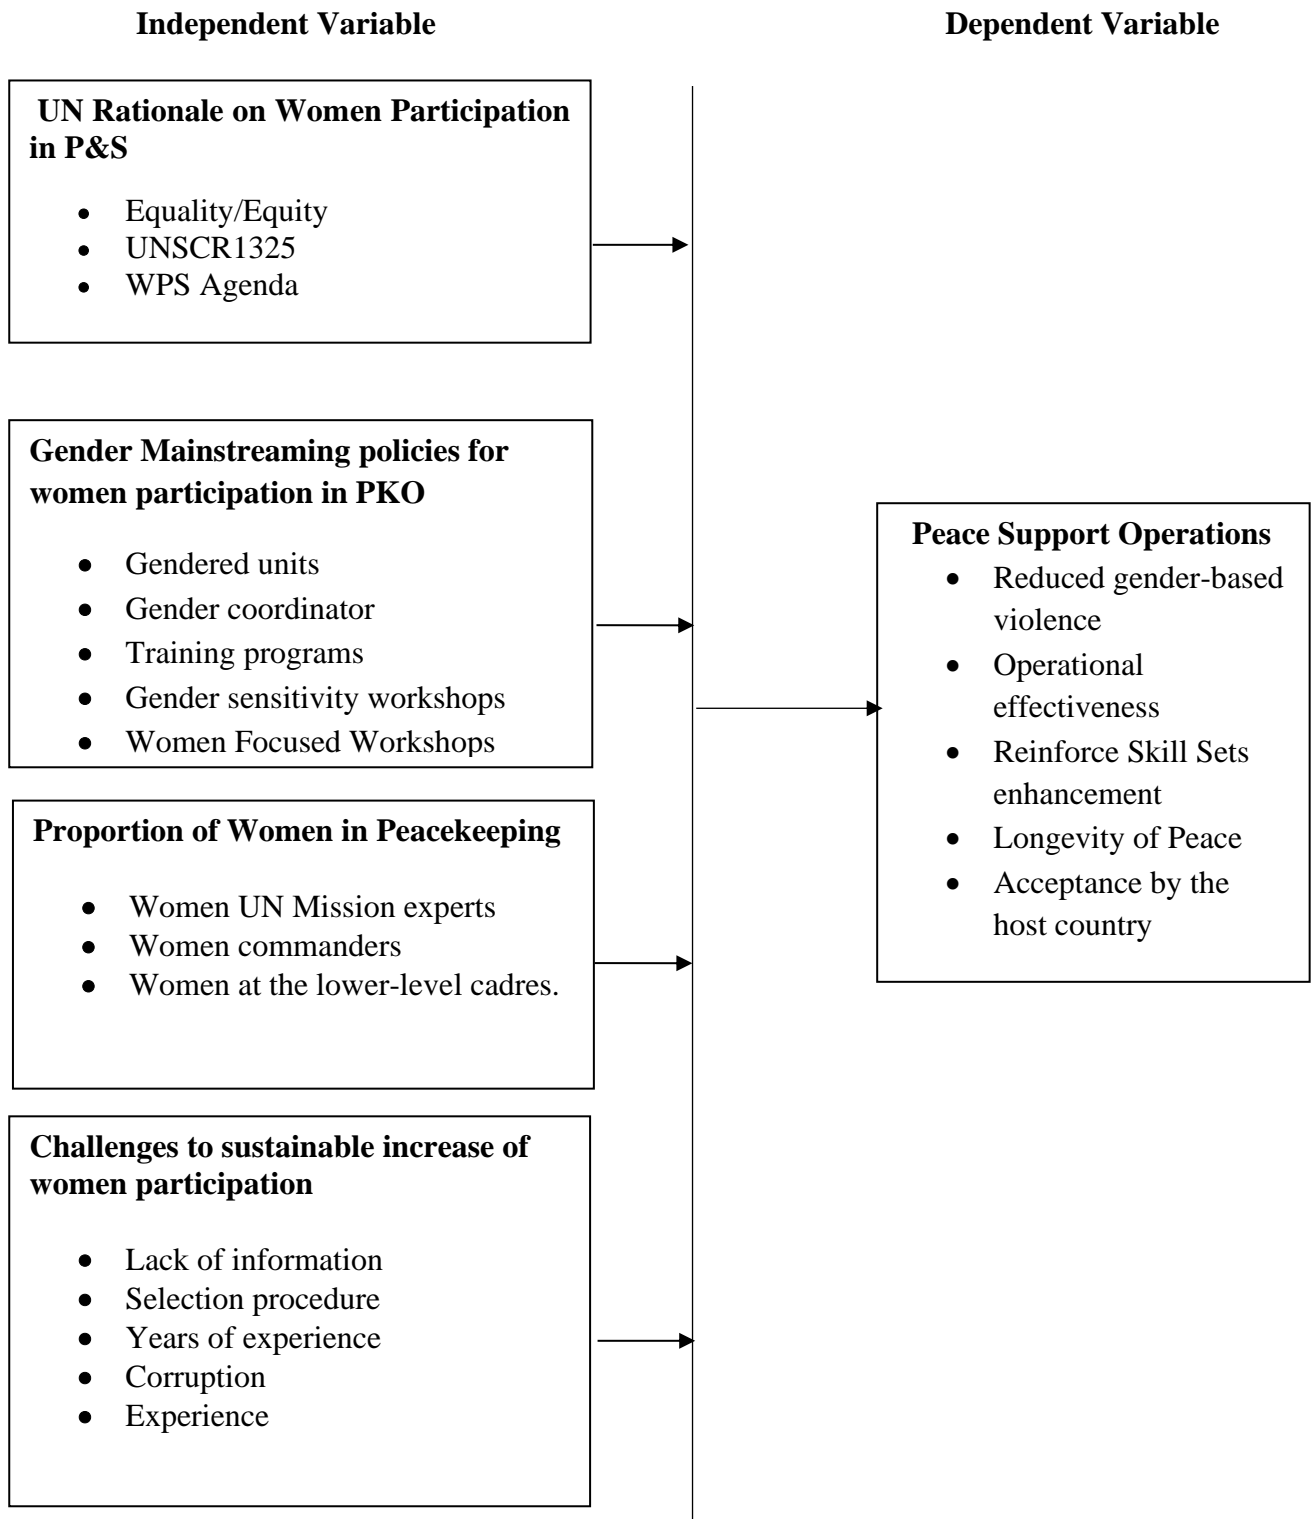 Independent Variable
Dependent Variable
UN Rationale on Women Participation
in P&S
• Equality/Equity
• UNSCR1325
• WPS Agenda
Gender Mainstreaming policies for
women participation in PKO
• Gendered units
• Gender coordinator
• Training programs
• Gender sensitivity workshops
• Women Focused Workshops
Proportion of Women in Peacekeeping
• Women UN Mission experts
• Women commanders
• Women at the lower-level cadres.
Challenges to sustainable increase of
women participation
• Lack of information
• Selection procedure
• Years of experience
• Corruption
• Experience
Peace Support Operations
• Reduced gender-based
violence
• Operational
effectiveness
• Reinforce Skill Sets
enhancement
• Longevity of Peace
• Acceptance by the
host country